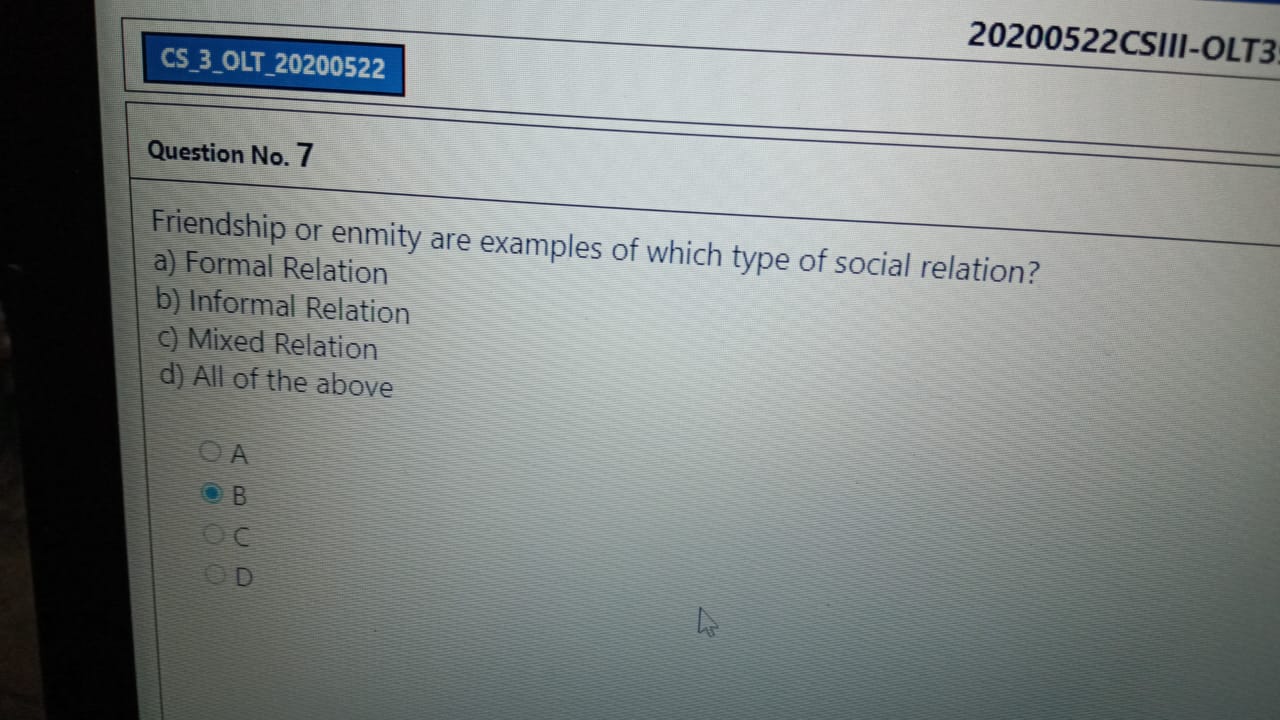 20200522CSIII-OLT3
CS_3_OLT_20200522
Question No. 7
Friendship or enmity are examples of which type of social relation?
a) Formal Relation
b) Informal Relation
c) Mixed Relation
d) All of the above
A
B
C
D